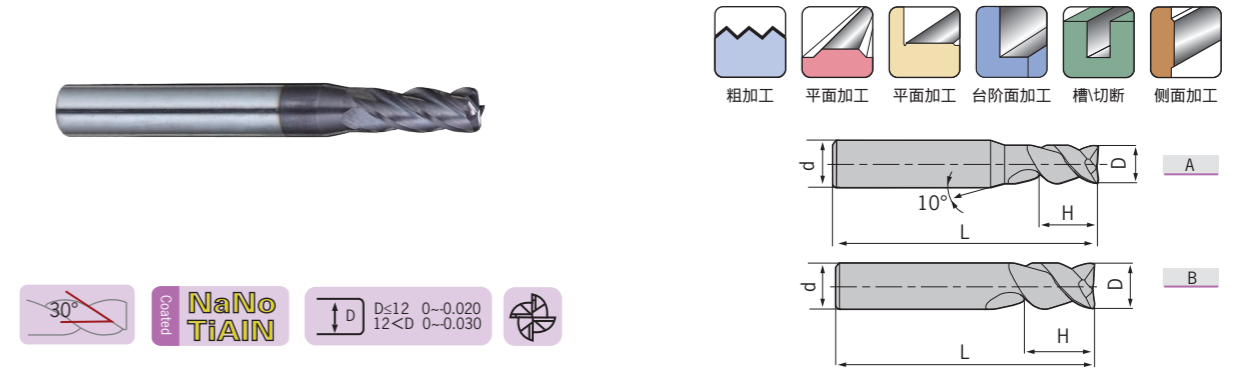 粗加工
平面加工
平面加工
台阶面加工
槽\切断
侧面加工
d
10°
H
L
D
A
d
H
L
D
B
30°
Coated
NaNo
TiAlN
D
D≤12 0~-0.020
12<D 0~-0.030